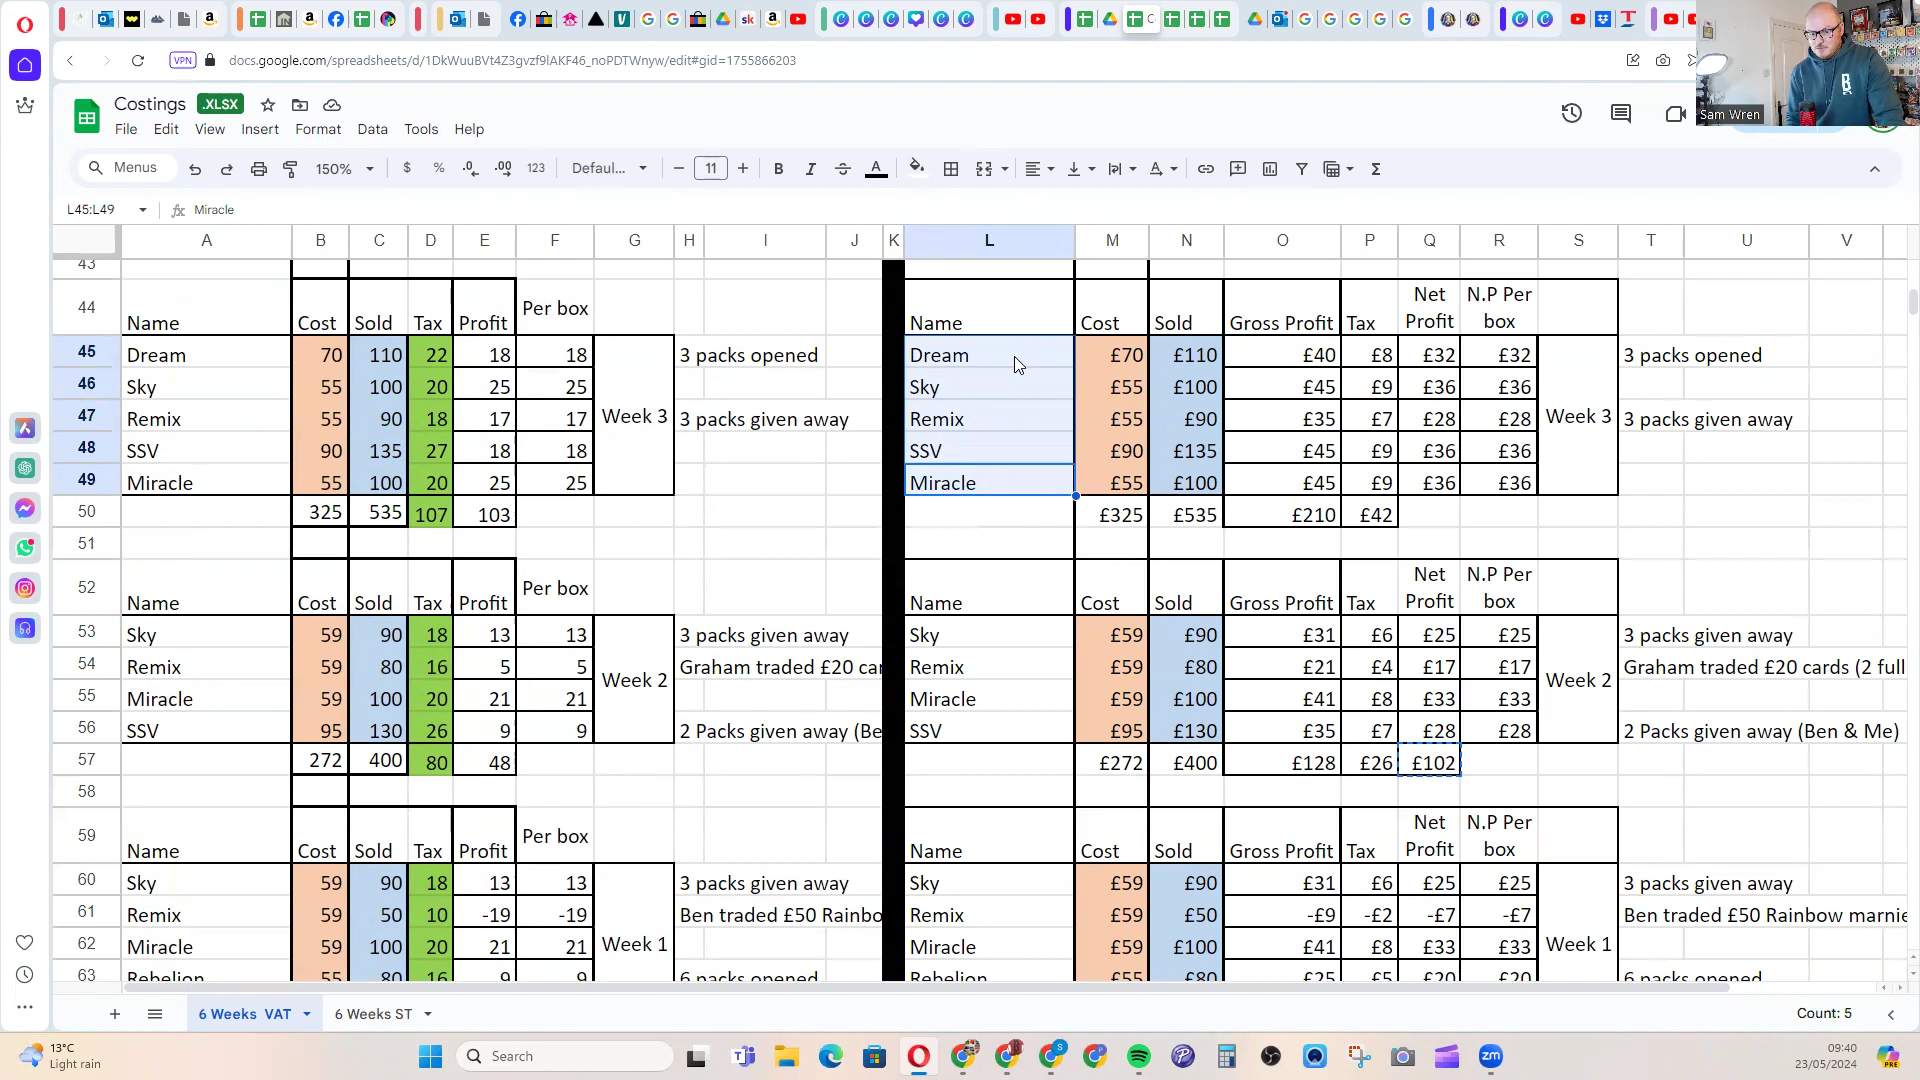 VPN
docs.google.com/spreadsheets/d/1DkWuuBVt4Z3gvzf9lAKF46_noPDTWnyw/edit#gid=1755866203
Sam Wren
Costings .XLSX
File Edit View Insert Format Data Tools Help
Menus 150% $ % .0 .00 123 Defaul... 11 B I A
L45:L49 fx Miracle
A B C D E F G H I J K L M N O P Q R S T U V
43
44 Name Cost Sold Tax Profit Per box Name Cost Sold Gross Profit Tax Net Profit N.P Per box
45 Dream 70 110 22 18 18 3 packs opened Dream £70 £110 £40 £8 £32 £32 3 packs opened
46 Sky 55 100 20 25 25 Sky £55 £100 £45 £9 £36 £36
47 Remix 55 90 18 17 17 Week 3 3 packs given away Remix £55 £90 £35 £7 £28 £28 Week 3 3 packs given away
48 SSV 90 135 27 18 18 SSV £90 £135 £45 £9 £36 £36
49 Miracle 55 100 20 25 25 Miracle £55 £100 £45 £9 £36 £36
50 325 535 107 103 £325 £535 £210 £42
51
52 Name Cost Sold Tax Profit Per box Name Cost Sold Gross Profit Tax Net Profit N.P Per box
53 Sky 59 90 18 13 13 3 packs given away Sky £59 £90 £31 £6 £25 £25 3 packs given away
54 Remix 59 80 16 5 5 Week 2 Graham traded £20 car Remix £59 £80 £21 £4 £17 £17 Week 2 Graham traded £20 cards (2 full
55 Miracle 59 100 20 21 21 Miracle £59 £100 £41 £8 £33 £33
56 SSV 95 130 26 9 9 2 Packs given away (Be SSV £95 £130 £35 £7 £28 £28 2 Packs given away (Ben & Me)
57 272 400 80 48 £272 £400 £128 £26 £102
58
59 Name Cost Sold Tax Profit Per box Name Cost Sold Gross Profit Tax Net Profit N.P Per box
60 Sky 59 90 18 13 13 3 packs given away Sky £59 £90 £31 £6 £25 £25 3 packs given away
61 Remix 59 50 10 -19 -19 Ben traded £50 Rainbo Remix £59 £50 -£9 -£2 -£7 -£7 Ben traded £50 Rainbow marnie
62 Miracle 59 100 20 21 21 Week 1 Miracle £59 £100 £41 £8 £33 £33 Week 1
63 Rebelion 55 80 16 9 9 6 packs opened Rebelion £55 £80 £25 £5 £20 £20 6 packs opened
6 Weeks VAT 6 Weeks ST Count: 5
13°C
Light rain
Search
zm
09:40
23/05/2024
PRE